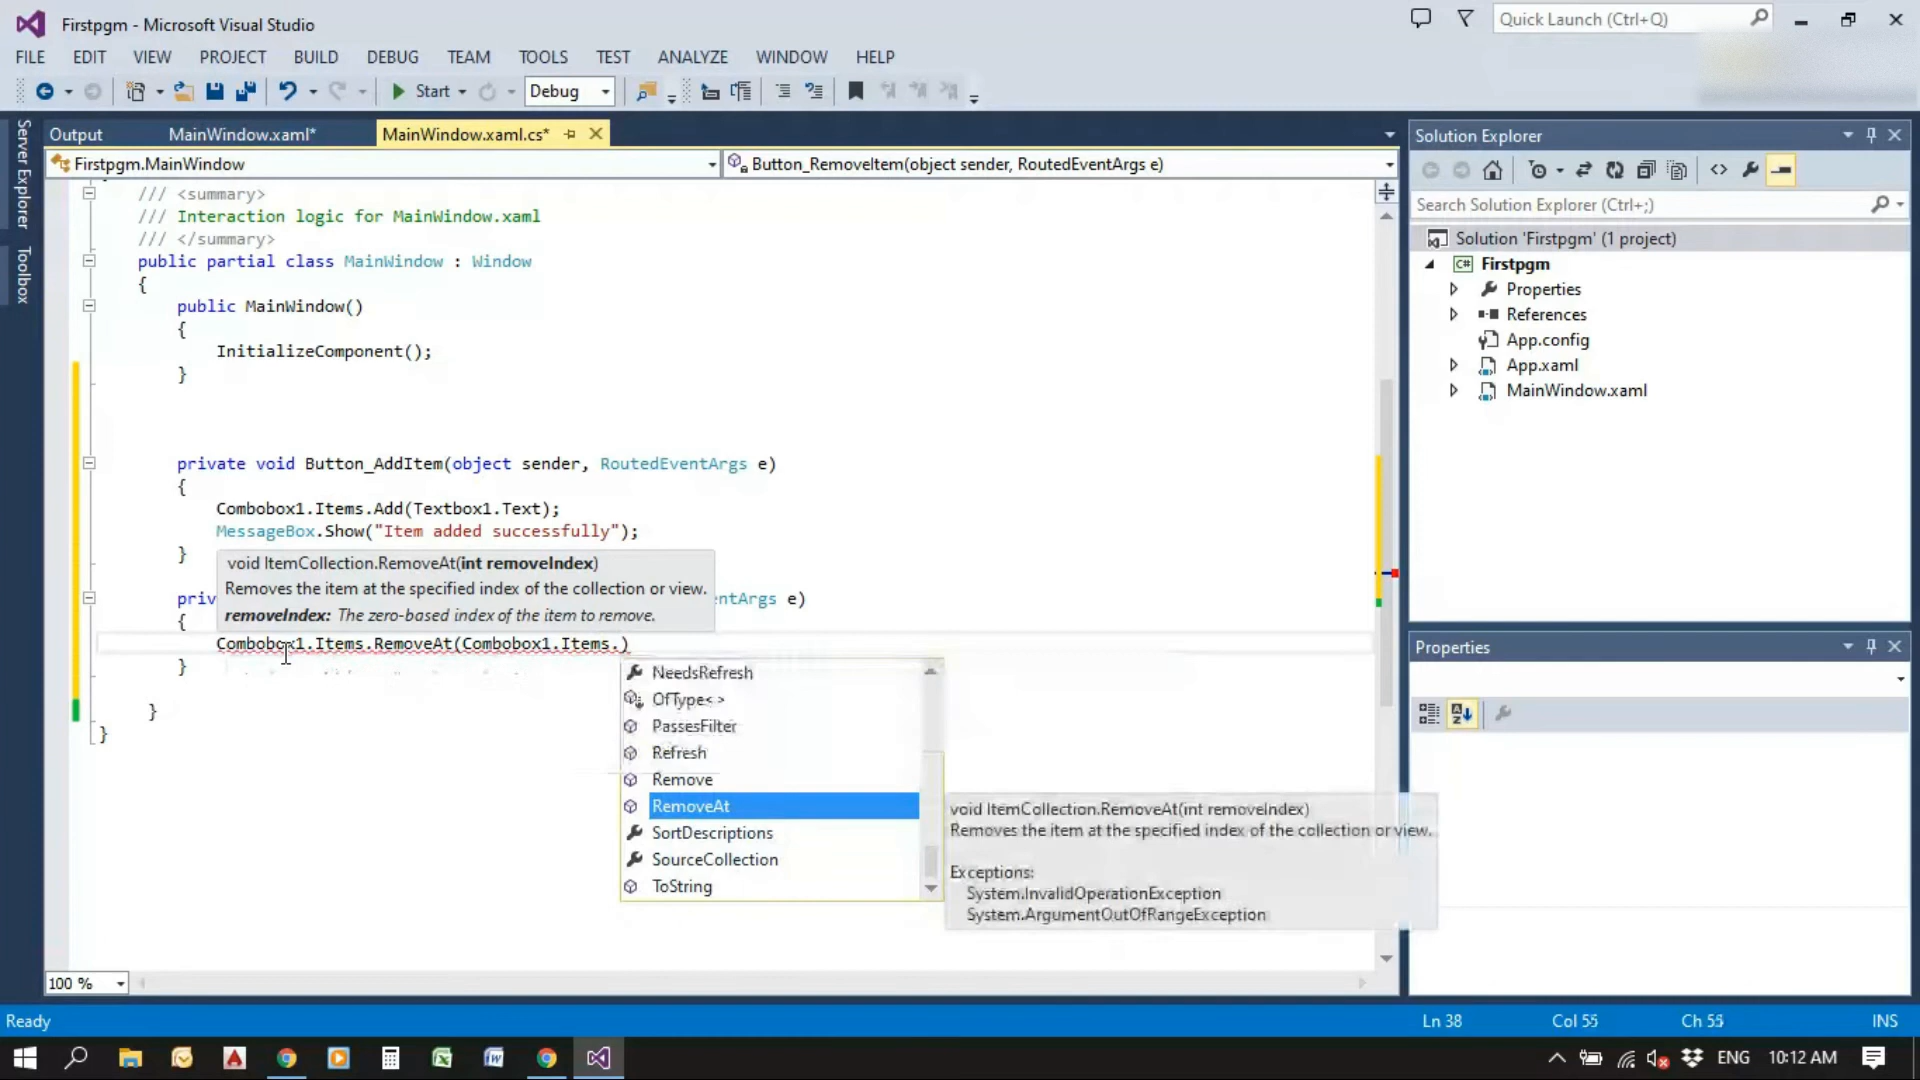 Firstpgm - Microsoft Visual Studio
Quick Launch (Ctrl+Q)
FILE EDIT VIEW PROJECT BUILD DEBUG TEAM TOOLS TEST ANALYZE WINDOW HELP
Start Debug
Server Explorer
Toolbox
Output MainWindow.xaml* MainWindow.xaml.cs*
Firstpgm.MainWindow Button_RemoveItem(object sender, RoutedEventArgs e)
/// <summary>
/// Interaction logic for MainWindow.xaml
/// </summary>
public partial class MainWindow : Window
{
public MainWindow()
{
InitializeComponent();
}
private void Button_AddItem(object sender, RoutedEventArgs e)
{
Combobox1.Items.Add(Textbox1.Text);
MessageBox.Show("Item added successfully");
}
void ItemCollection.RemoveAt(int removeIndex)
Removes the item at the specified index of the collection or view.
removeIndex: The zero-based index of the item to remove.
priv ntArgs e)
{
Combobox1.Items.RemoveAt(Combobox1.Items.)
}
}
}
NeedsRefresh
OfType<>
PassesFilter
Refresh
Remove
RemoveAt
SortDescriptions
SourceCollection
ToString
void ItemCollection.RemoveAt(int removeIndex)
Removes the item at the specified index of the collection or view.
Exceptions:
System.InvalidOperationException
System.ArgumentOutOfRangeException
100 %
Solution Explorer
Search Solution Explorer (Ctrl+;)
Solution 'Firstpgm' (1 project)
C# Firstpgm
Properties
References
App.config
App.xaml
MainWindow.xaml
Properties
Ready Ln 38 Col 55 Ch 55 INS
ENG 10:12 AM